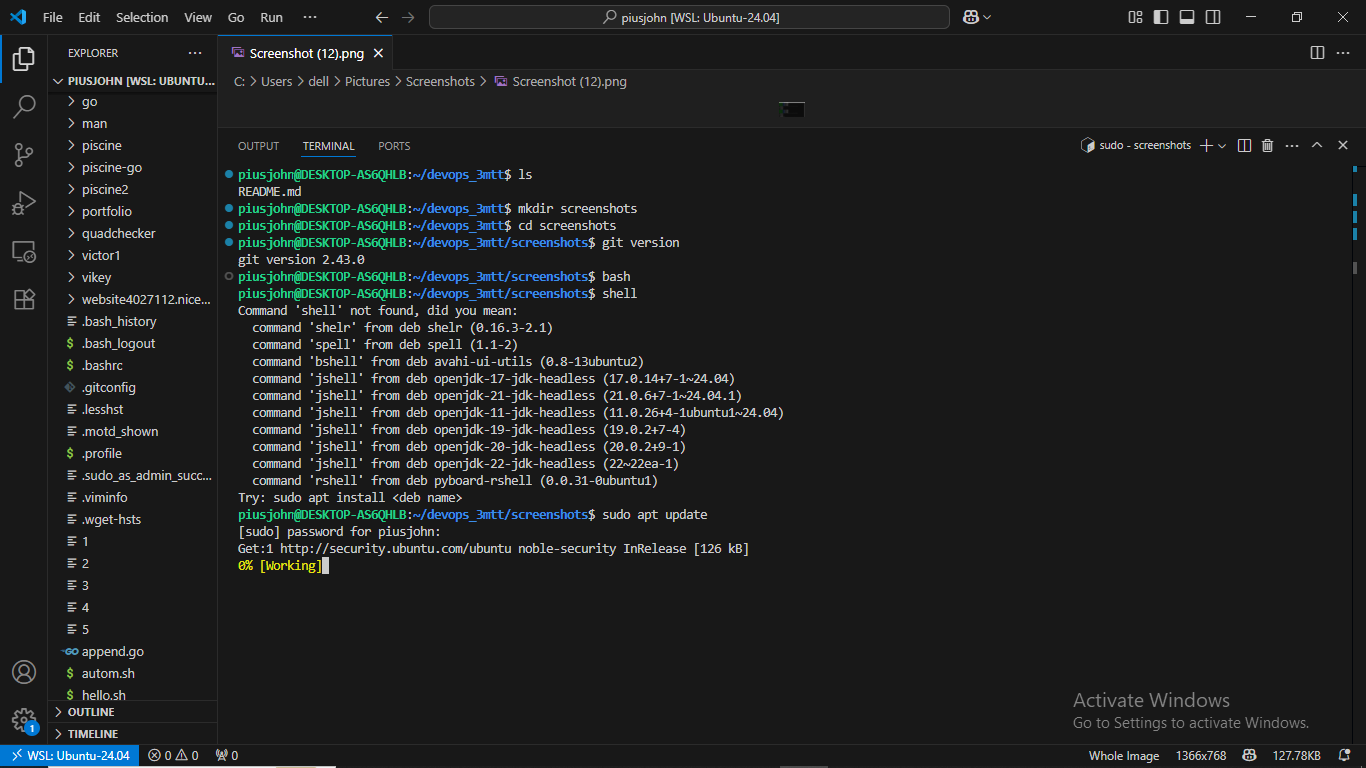 File Edit Selection View Go Run ··· piusjohn [WSL: Ubuntu-24.04]
EXPLORER ···
PIUSJOHN [WSL: UBUNTU...
go
man
piscine
piscine-go
piscine2
portfolio
quadchecker
victor1
vikey
website4027112.nice...
.bash_history
$ .bash_logout
$ .bashrc
.gitconfig
.lesshst
.motd_shown
$ .profile
.sudo_as_admin_succ...
.viminfo
.wget-hsts
1
2
3
4
5
GO append.go
$ autom.sh
$ hello.sh
OUTLINE
TIMELINE
1
Screenshot (12).png
C: > Users > dell > Pictures > Screenshots > Screenshot (12).png
OUTPUT TERMINAL PORTS
sudo - screenshots
piusjohn@DESKTOP-AS6QHLB:~/devops_3mtt$ ls
README.md
piusjohn@DESKTOP-AS6QHLB:~/devops_3mtt$ mkdir screenshots
piusjohn@DESKTOP-AS6QHLB:~/devops_3mtt$ cd screenshots
piusjohn@DESKTOP-AS6QHLB:~/devops_3mtt/screenshots$ git version
git version 2.43.0
piusjohn@DESKTOP-AS6QHLB:~/devops_3mtt/screenshots$ bash
piusjohn@DESKTOP-AS6QHLB:~/devops_3mtt/screenshots$ shell
Command 'shell' not found, did you mean:
command 'shelr' from deb shelr (0.16.3-2.1)
command 'spell' from deb spell (1.1-2)
command 'bshell' from deb avahi-ui-utils (0.8-13ubuntu2)
command 'jshell' from deb openjdk-17-jdk-headless (17.0.14+7-1~24.04)
command 'jshell' from deb openjdk-21-jdk-headless (21.0.6+7-1~24.04.1)
command 'jshell' from deb openjdk-11-jdk-headless (11.0.26+4-1ubuntu1~24.04)
command 'jshell' from deb openjdk-19-jdk-headless (19.0.2+7-4)
command 'jshell' from deb openjdk-20-jdk-headless (20.0.2+9-1)
command 'jshell' from deb openjdk-22-jdk-headless (22~22ea-1)
command 'rshell' from deb pyboard-rshell (0.0.31-0ubuntu1)
Try: sudo apt install <deb name>
piusjohn@DESKTOP-AS6QHLB:~/devops_3mtt/screenshots$ sudo apt update
[sudo] password for piusjohn:
Get:1 http://security.ubuntu.com/ubuntu noble-security InRelease [126 kB]
0% [Working]
Activate Windows
Go to Settings to activate Windows.
WSL: Ubuntu-24.04 0 0 0 Whole Image 1366x768 127.78KB